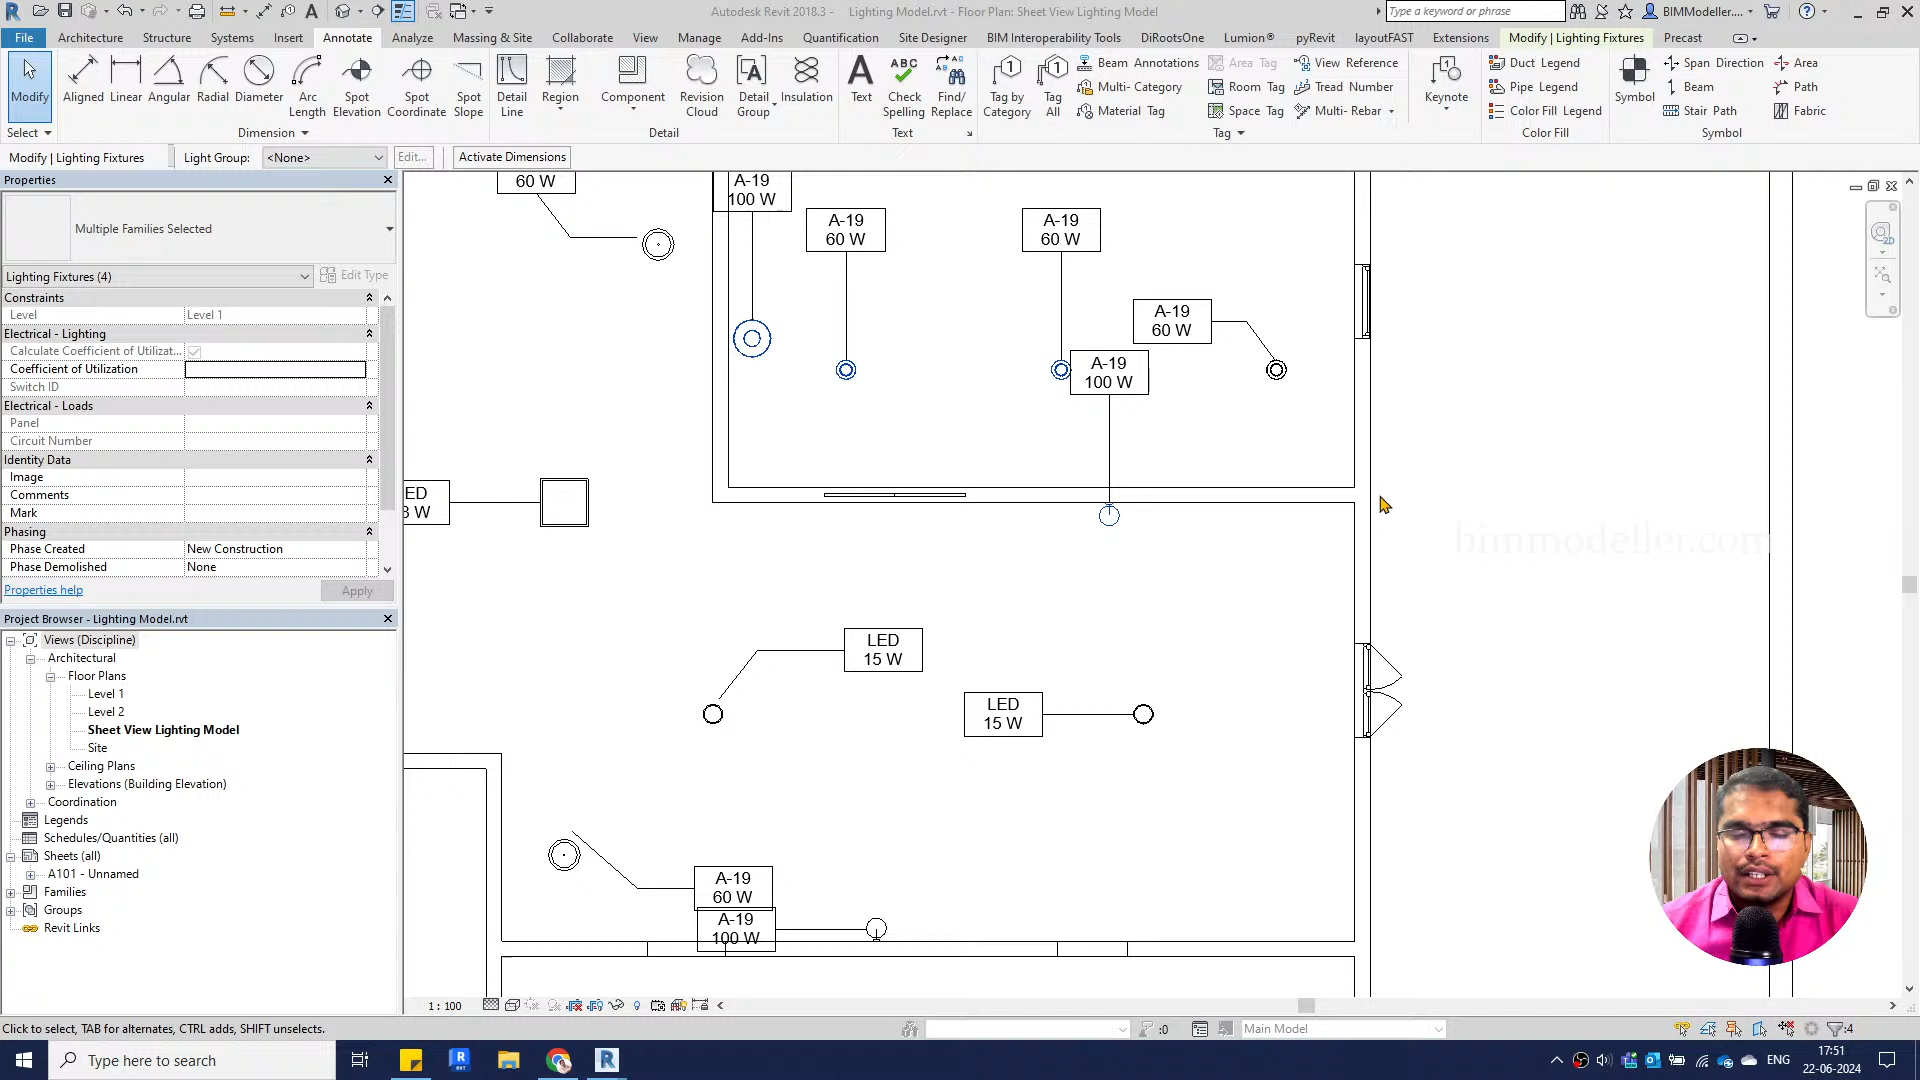 Autodesk Revit 2018.3 - Lighting Model.rvt - Floor Plan: Sheet View Lighting Model
Type a keyword or phrase
BIMModeller....
File Architecture Structure Systems Insert Annotate Analyze Massing & Site Collaborate View Manage Add-Ins Quantification Site Designer BIM Interoperability Tools DiRootsOne Lumion® pyRevit layoutFAST Extensions Modify | Lighting Fixtures Precast
Modify
Aligned Linear Angular Radial Diameter Arc Length Spot Elevation Spot Coordinate Spot Slope
Detail Line Region Component Revision Cloud Detail Group Insulation
Text Check Spelling Find/ Replace
Tag by Category Tag All
Beam Annotations Area Tag View Reference
Multi- Category Room Tag Tread Number
Material Tag Space Tag Multi- Rebar
Keynote
Duct Legend
Pipe Legend
Color Fill Legend
Symbol
Span Direction Area
Beam Path
Stair Path Fabric
Select Dimension Detail Text Tag Color Fill Symbol
Modify | Lighting Fixtures Light Group: <None> Edit... Activate Dimensions
Properties
Multiple Families Selected
Lighting Fixtures (4) Edit Type
Constraints
Level Level 1
Electrical - Lighting
Calculate Coefficient of Utilizat...
Coefficient of Utilization
Switch ID
Electrical - Loads
Panel
Circuit Number
Identity Data
Image
Comments
Mark
Phasing
Phase Created New Construction
Phase Demolished None
Properties help Apply
Project Browser - Lighting Model.rvt
Views (Discipline)
Architectural
Floor Plans
Level 1
Level 2
Sheet View Lighting Model
Site
Ceiling Plans
Elevations (Building Elevation)
Coordination
Legends
Schedules/Quantities (all)
Sheets (all)
A101 - Unnamed
Families
Groups
Revit Links
60 W
A-19
100 W
A-19
60 W
A-19
60 W
A-19
60 W
A-19
100 W
ED
W
bimmodeller.com
LED
15 W
LED
15 W
A-19
60 W
A-19
100 W
2D
1 : 100
Click to select, TAB for alternates, CTRL adds, SHIFT unselects.
:0
Main Model
:4
Type here to search
ENG
17:51
22-06-2024